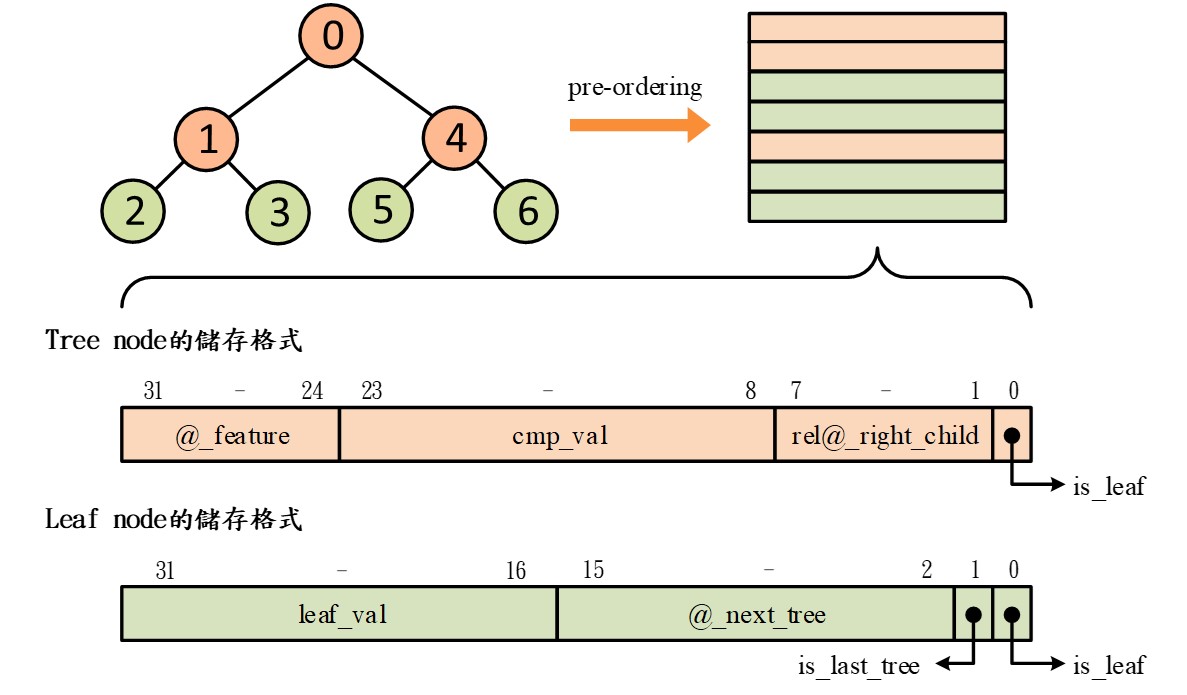 0
pre-ordering
1 4
2 3 5 6
Tree node的儲存格式
31 - 24 23 - 8 7 - 1 0
@_feature cmp_val rel@_right_child
is_leaf
Leaf node的儲存格式
31 - 16 15 - 2 1 0
leaf_val @_next_tree
is_last_tree is_leaf